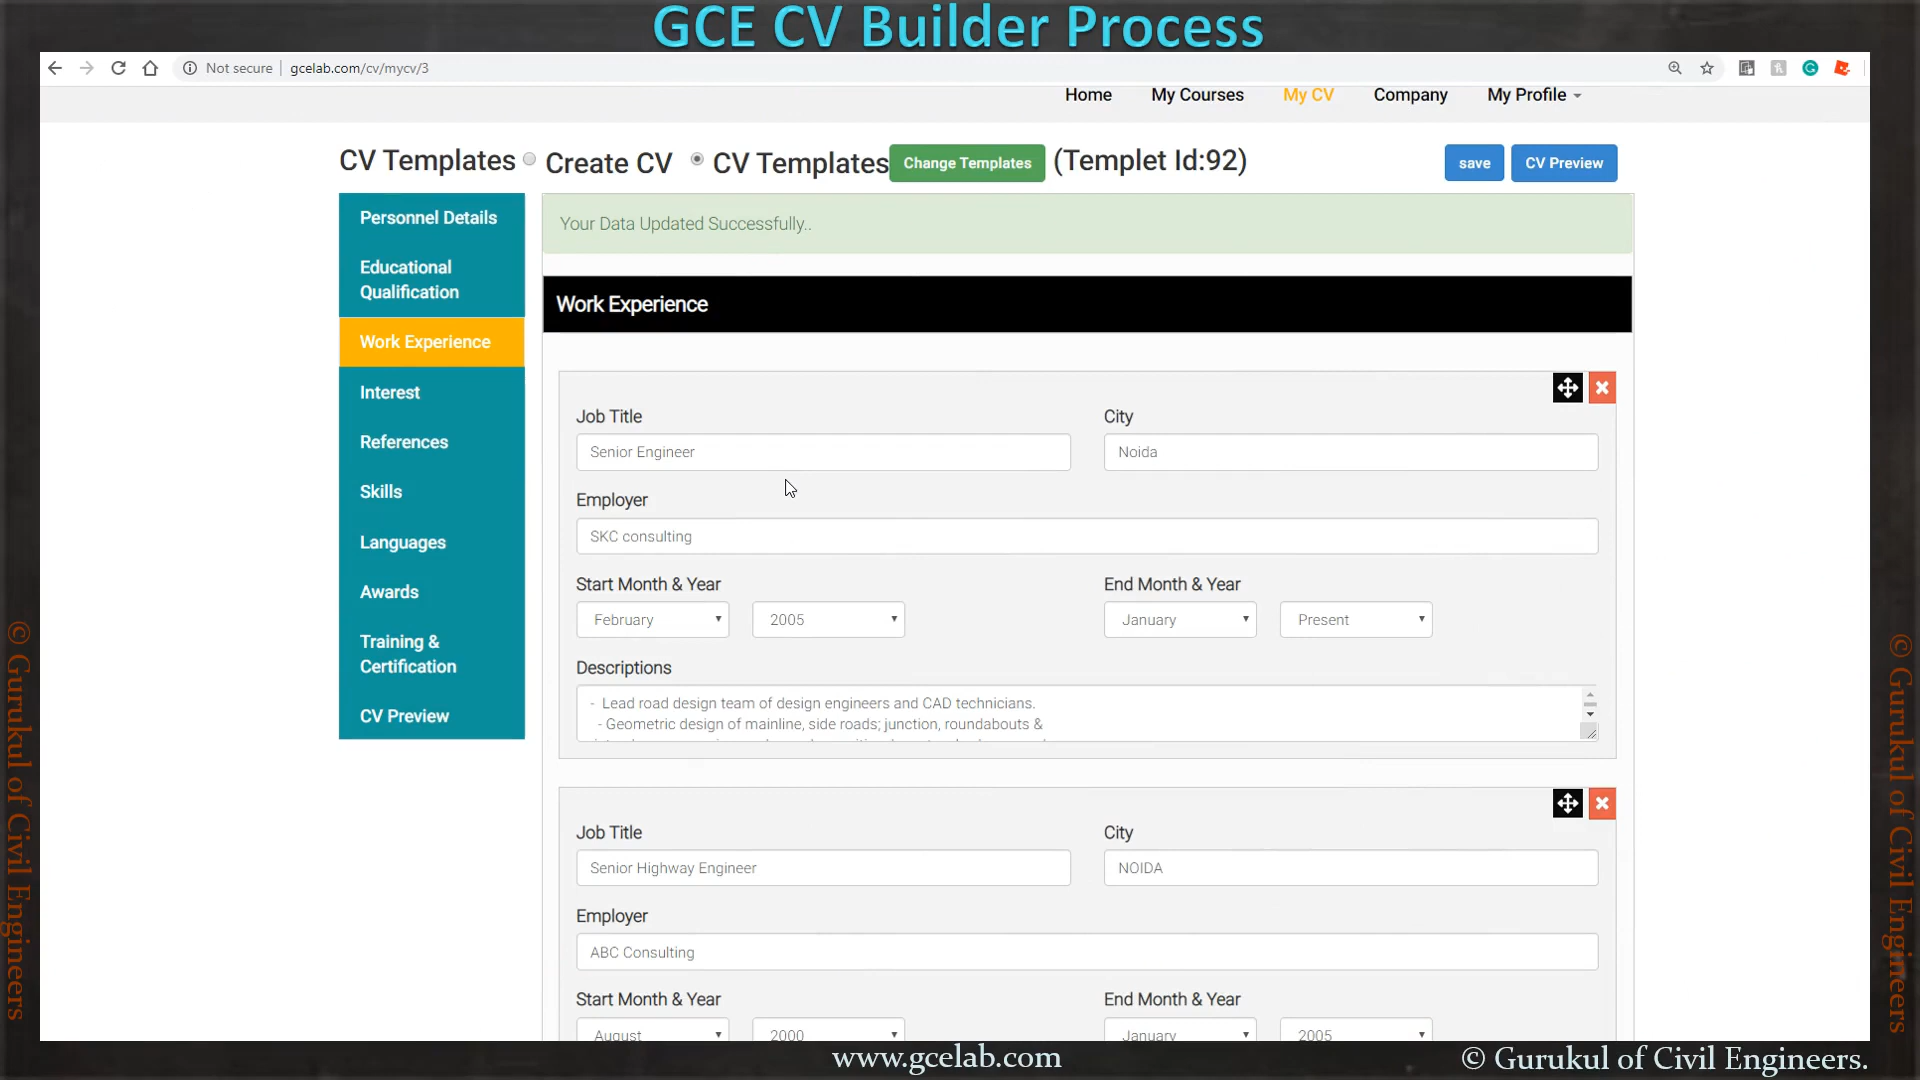 GCE CV Builder Process
Not secure | gcelab.com/cv/mycv/3
Home My Courses My CV Company My Profile
CV Templates Create CV CV Templates Change Templates (Templet Id:92) save CV Preview
Personnel Details
Educational
Qualification
Work Experience
Interest
References
Skills
Languages
Awards
Training &
Certification
CV Preview
Your Data Updated Successfully..
Work Experience
Job Title City
Senior Engineer Noida
Employer
SKC consulting
Start Month & Year End Month & Year
February 2005 January Present
Descriptions
- Lead road design team of design engineers and CAD technicians.
- Geometric design of mainline, side roads; junction, roundabouts &
Job Title City
Senior Highway Engineer NOIDA
Employer
ABC Consulting
Start Month & Year End Month & Year
August 2000 January 2005
© Gurukul of Civil Engineers
© Gurukul of Civil Engineers
www.gcelab.com
© Gurukul of Civil Engineers.